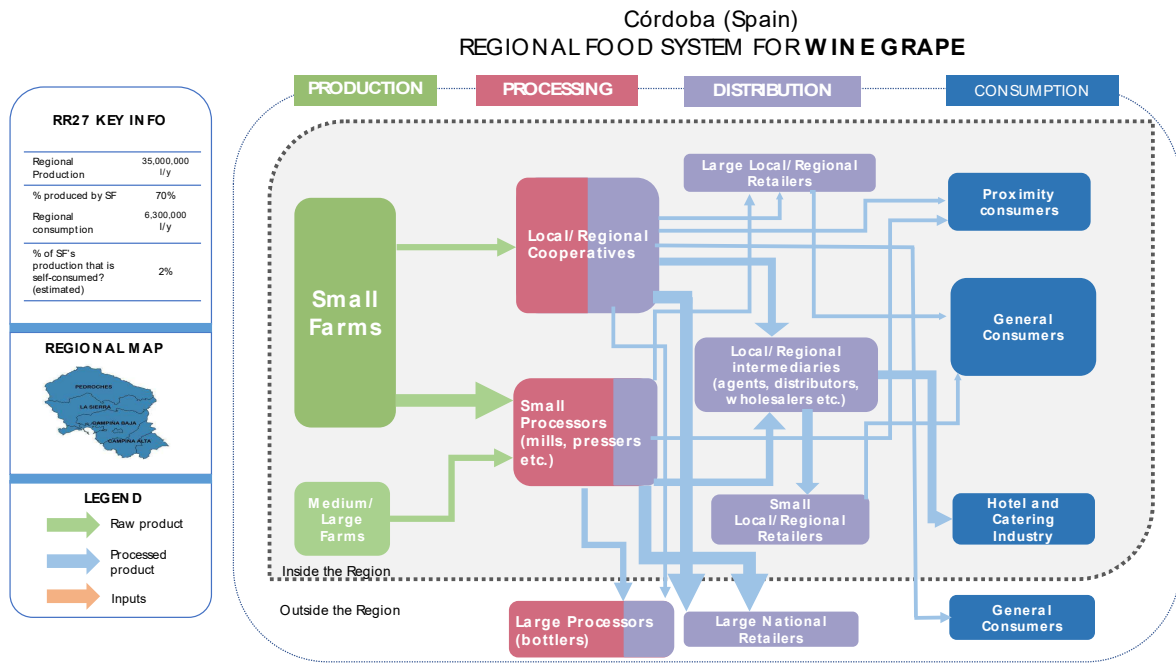 Córdoba (Spain)
REGIONAL FOOD SYSTEM FOR WINE GRAPE
PRODUCTION
PROCESSING
DISTRIBUTION
CONSUMPTION
RR27 KEY INFO
Regional
Production
35,000,000
l/y
% produced by SF
70%
Regional
consumption
6,300,000
l/y
% of SF's
production that is
self-consumed?
(estimated)
2%
REGIONAL MAP
PEDROCHES
LA SIERRA
CAMPIÑA BAJA
CAMPIÑA ALTA
LEGEND
Raw product
Processed
product
Inputs
Small
Farms
Medium/
Large
Farms
Local/ Regional
Cooperatives
Small
Processors
(mills, pressers
etc.)
Large Local/ Regional
Retailers
Local/ Regional
intermediaries
(agents, distributors,
wholesalers etc.)
Small
Local/ Regional
Retailers
Proximity
consumers
General
Consumers
Hotel and
Catering
Industry
Inside the Region
Outside the Region
Large Processors
(bottlers)
Large National
Retailers
General
Consumers